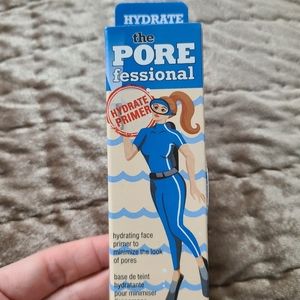 HYDRATE
the
PORE
fessional
HYDRATE
PRIMER
hydrating face
primer to
minimize the look
of pores
base de teint
hydratante
pour minimiser